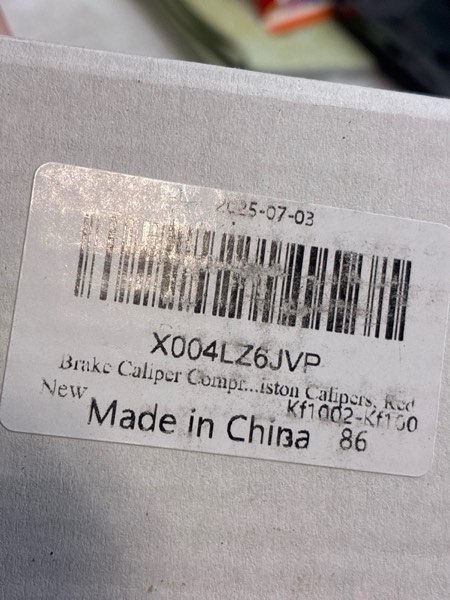 2025-07-03
X004LZ6JVP
Brake Caliper Compr...iston Calipers, Red
New
Kf1002-Kf100
Made in China 86